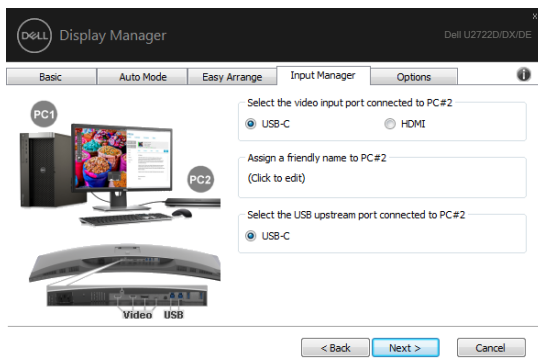 DELL Display Manager
Dell U2722D/DX/DE
x
Basic Auto Mode Easy Arrange Input Manager Options i
Select the video input port connected to PC#2
USB-C HDMI
Assign a friendly name to PC#2
(Click to edit)
Select the USB upstream port connected to PC#2
USB-C
PC1
PC2
Video USB
< Back Next > Cancel